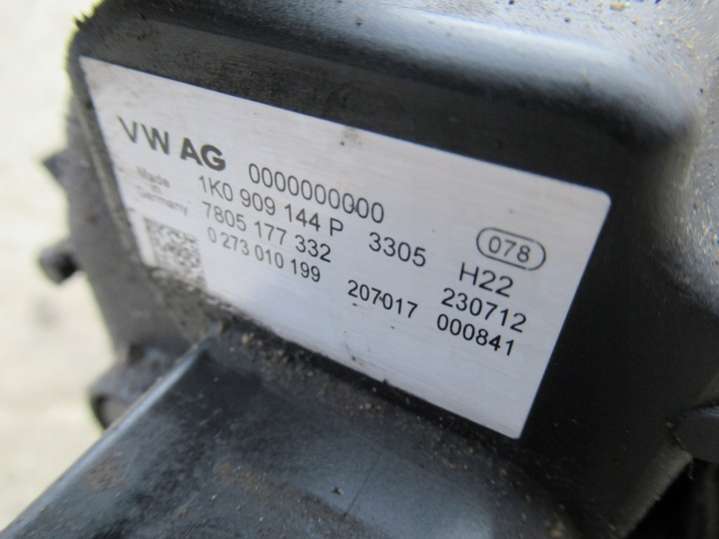 VW AG 0000000000
Made in Germany
1K0 909 144 P 3305 078
7805 177 332 H22
0 273 010 199 230712
207017 000841